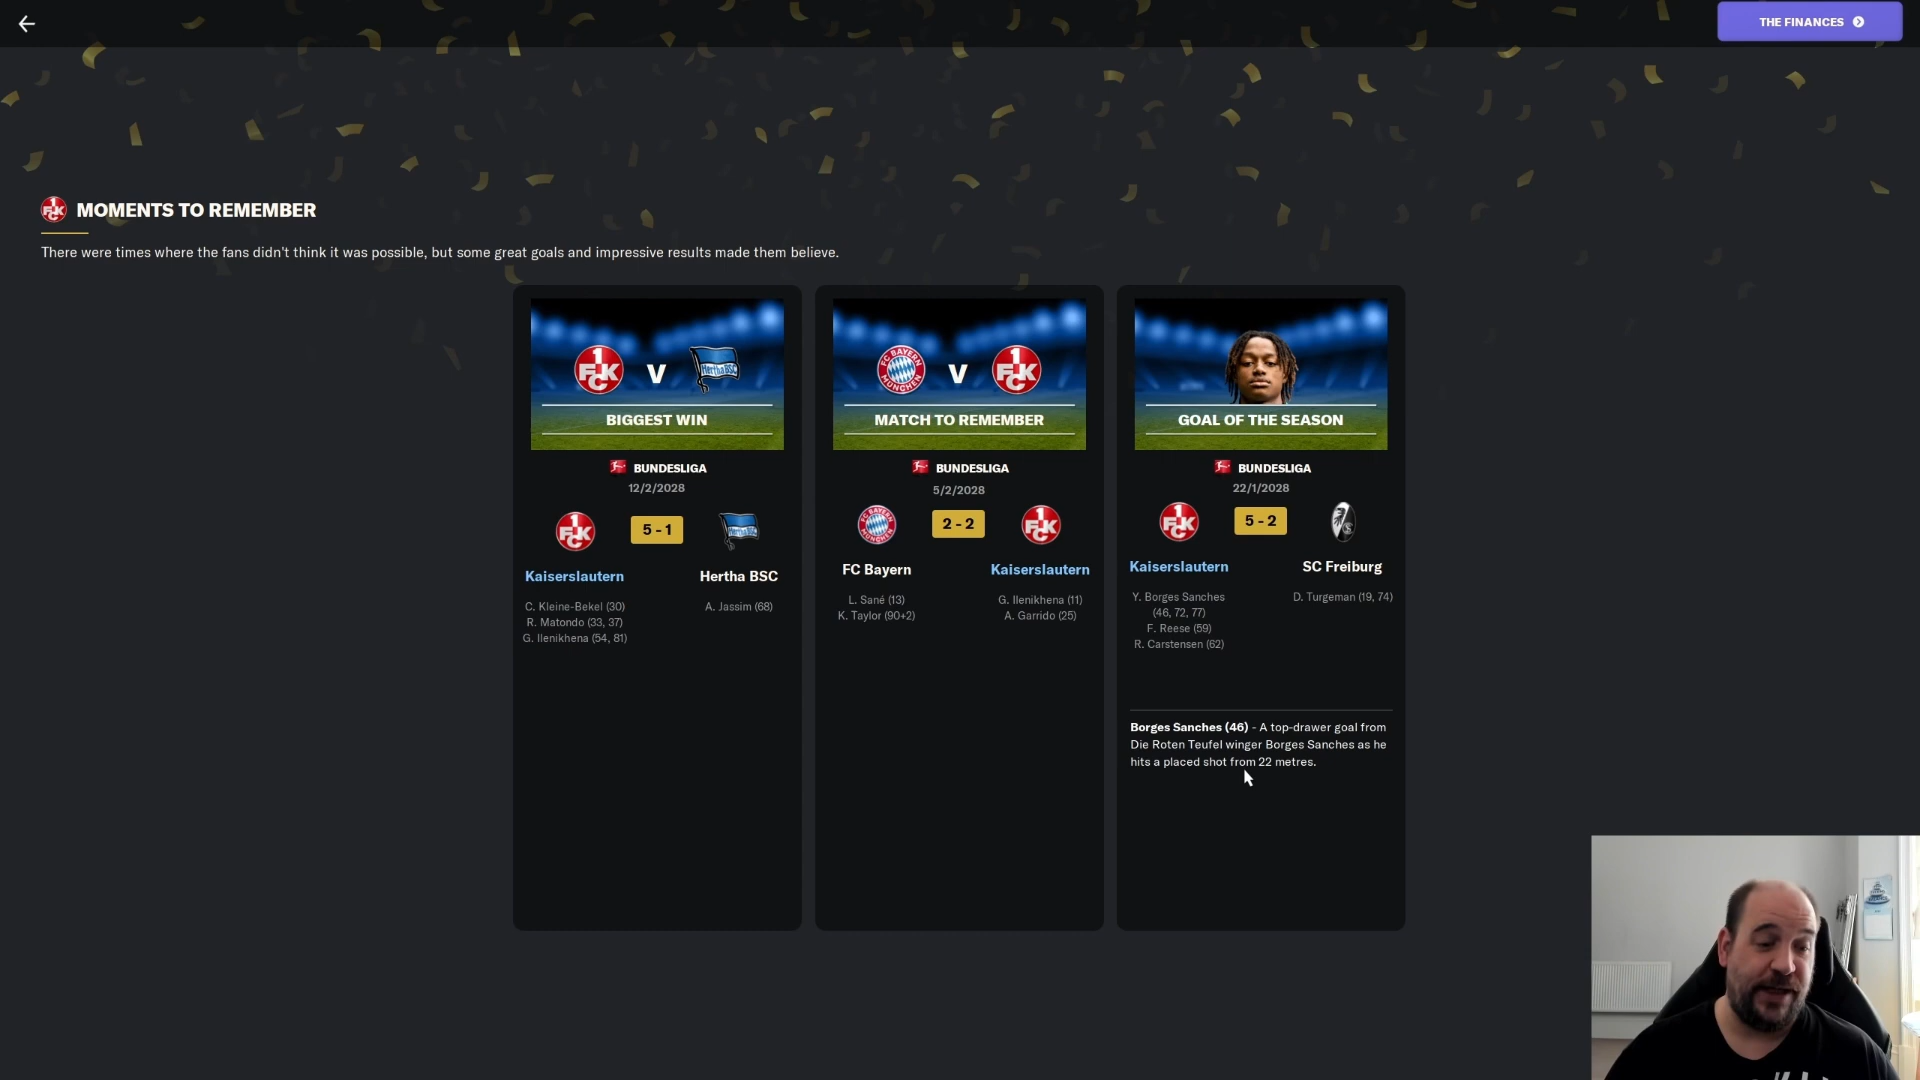 THE FINANCES
MOMENTS TO REMEMBER
There were times where the fans didn't think it was possible, but some great goals and impressive results made them believe.
V
BIGGEST WIN
BUNDESLIGA
12/2/2028
5 - 1
Kaiserslautern
Hertha BSC
C. Kleine-Bekel (30)
R. Matondo (33, 37)
G. Ilenikhena (54, 81)
A. Jassim (68)
V
MATCH TO REMEMBER
BUNDESLIGA
5/2/2028
2 - 2
FC Bayern
Kaiserslautern
L. Sané (13)
K. Taylor (90+2)
G. Ilenikhena (11)
A. Garrido (25)
GOAL OF THE SEASON
BUNDESLIGA
22/1/2028
5 - 2
Kaiserslautern
SC Freiburg
Y. Borges Sanches
(46, 72, 77)
F. Reese (59)
R. Carstensen (62)
D. Turgeman (19, 74)
Borges Sanches (46) - A top-drawer goal from
Die Roten Teufel winger Borges Sanches as he
hits a placed shot from 22 metres.